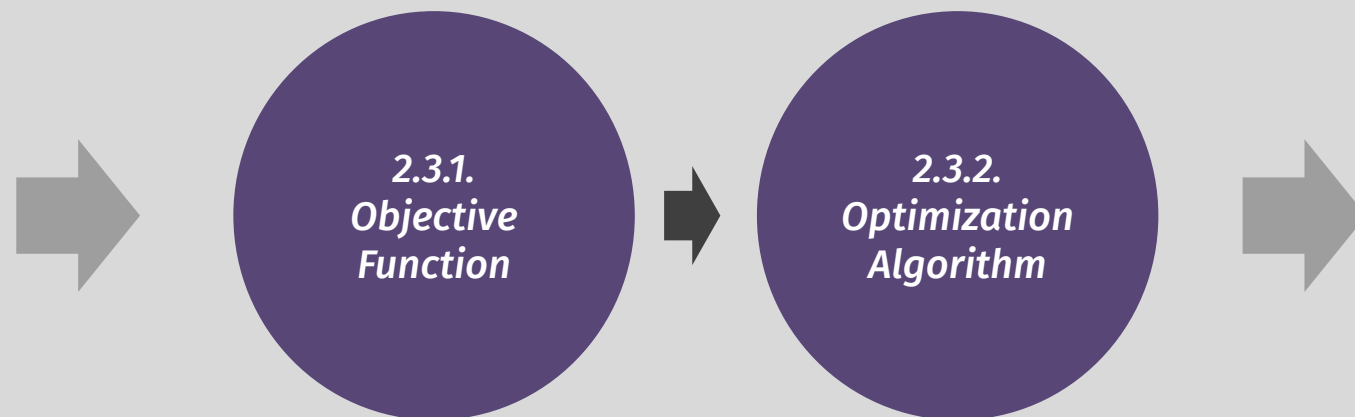 2.3.1.
Objective
Function
2.3.2.
Optimization
Algorithm